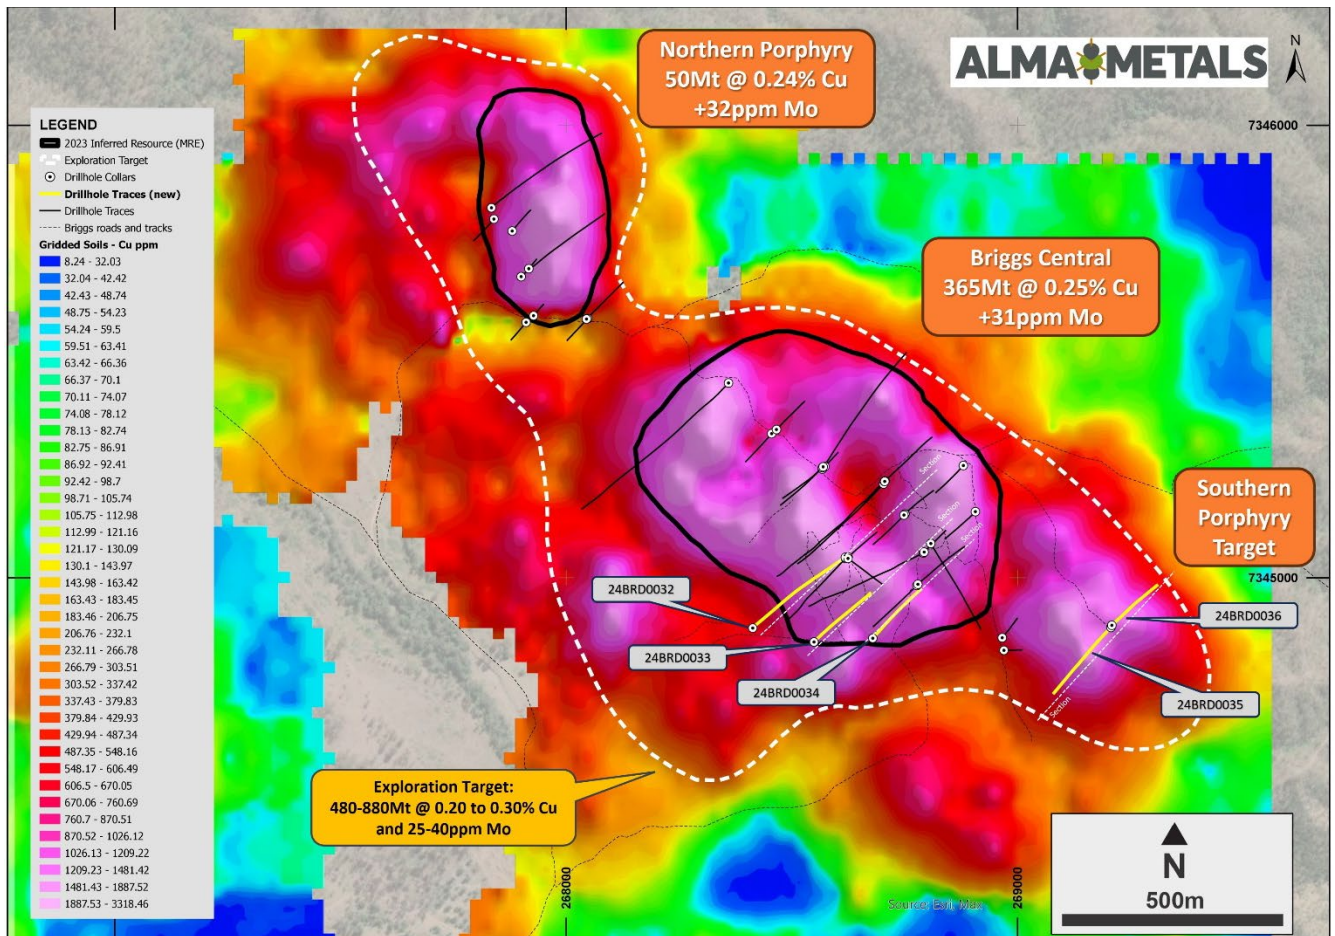 Northern Porphyry
50Mt @ 0.24% Cu
+32ppm Mo
ALMA METALS
N
LEGEND
2023 Inferred Resource (MRE)
Exploration Target
Drillhole Collars
Drillhole Traces (new)
Drillhole Traces
Briggs roads and tracks
Gridded Soils - Cu ppm
8.24 - 32.03
32.04 - 42.42
42.43 - 48.74
48.75 - 54.23
54.24 - 59.5
59.51 - 63.41
63.42 - 66.36
66.37 - 70.1
70.11 - 74.07
74.08 - 78.12
78.13 - 82.74
82.75 - 86.91
86.92 - 92.41
92.42 - 98.7
98.71 - 105.74
105.75 - 112.98
112.99 - 121.16
121.17 - 130.09
130.1 - 143.97
143.98 - 163.42
163.43 - 183.45
183.46 - 206.75
206.76 - 232.1
232.11 - 266.78
266.79 - 303.51
303.52 - 337.42
337.43 - 379.83
379.84 - 429.93
429.94 - 487.34
487.35 - 548.16
548.17 - 606.49
606.5 - 670.05
670.06 - 760.69
760.7 - 870.51
870.52 - 1026.12
1026.13 - 1209.22
1209.23 - 1481.42
1481.43 - 1887.52
1887.53 - 3318.46
7346000
Briggs Central
365Mt @ 0.25% Cu
+31ppm Mo
Southern
Porphyry
Target
Section
Section
Section
7345000
24BRD0032
24BRD0033
24BRD0034
24BRD0036
24BRD0035
Section
Exploration Target:
480-880Mt @ 0.20 to 0.30% Cu
and 25-40ppm Mo
268000
269000
Source: Esri, Max
N
500m